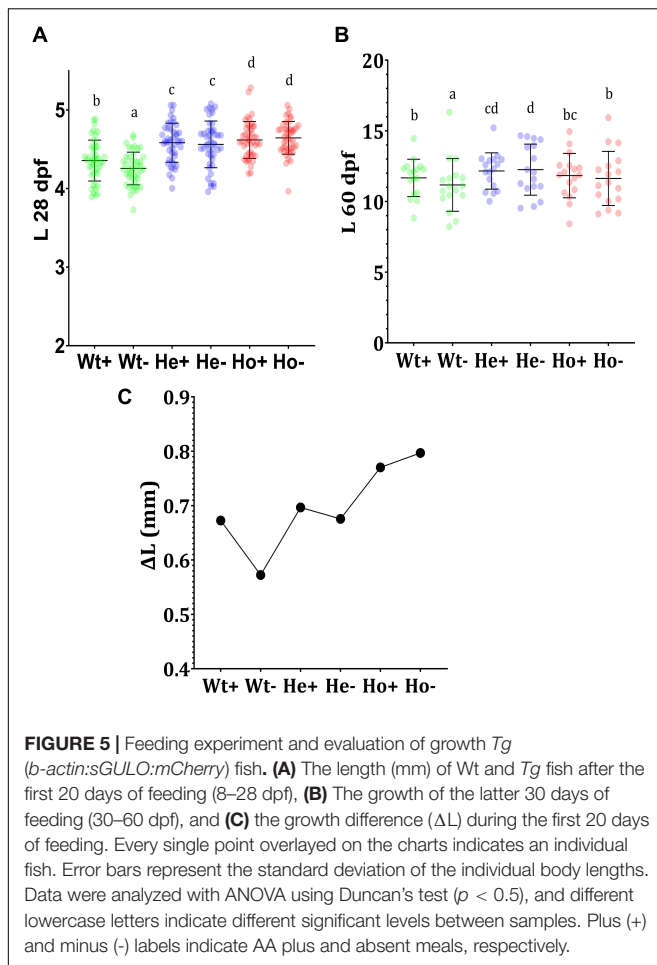 A
B
b a c c d d
L 28 dpf
5
4
3
2
Wt+ Wt- He+ He- Ho+ Ho-
b a cd d bc b
L 60 dpf
20
15
10
5
0
Wt+ Wt- He+ He- Ho+ Ho-
C
ΔL (mm)
0.9
0.8
0.7
0.6
0.5
0.4
Wt+ Wt- He+ He- Ho+ Ho-
FIGURE 5 | Feeding experiment and evaluation of growth Tg
(b-actin:sGULO:mCherry) fish. (A) The length (mm) of Wt and Tg fish after the
first 20 days of feeding (8–28 dpf), (B) The growth of the latter 30 days of
feeding (30–60 dpf), and (C) the growth difference (ΔL) during the first 20 days
of feeding. Every single point overlayed on the charts indicates an individual
fish. Error bars represent the standard deviation of the individual body lengths.
Data were analyzed with ANOVA using Duncan's test (p < 0.5), and different
lowercase letters indicate different significant levels between samples. Plus (+)
and minus (-) labels indicate AA plus and absent meals, respectively.